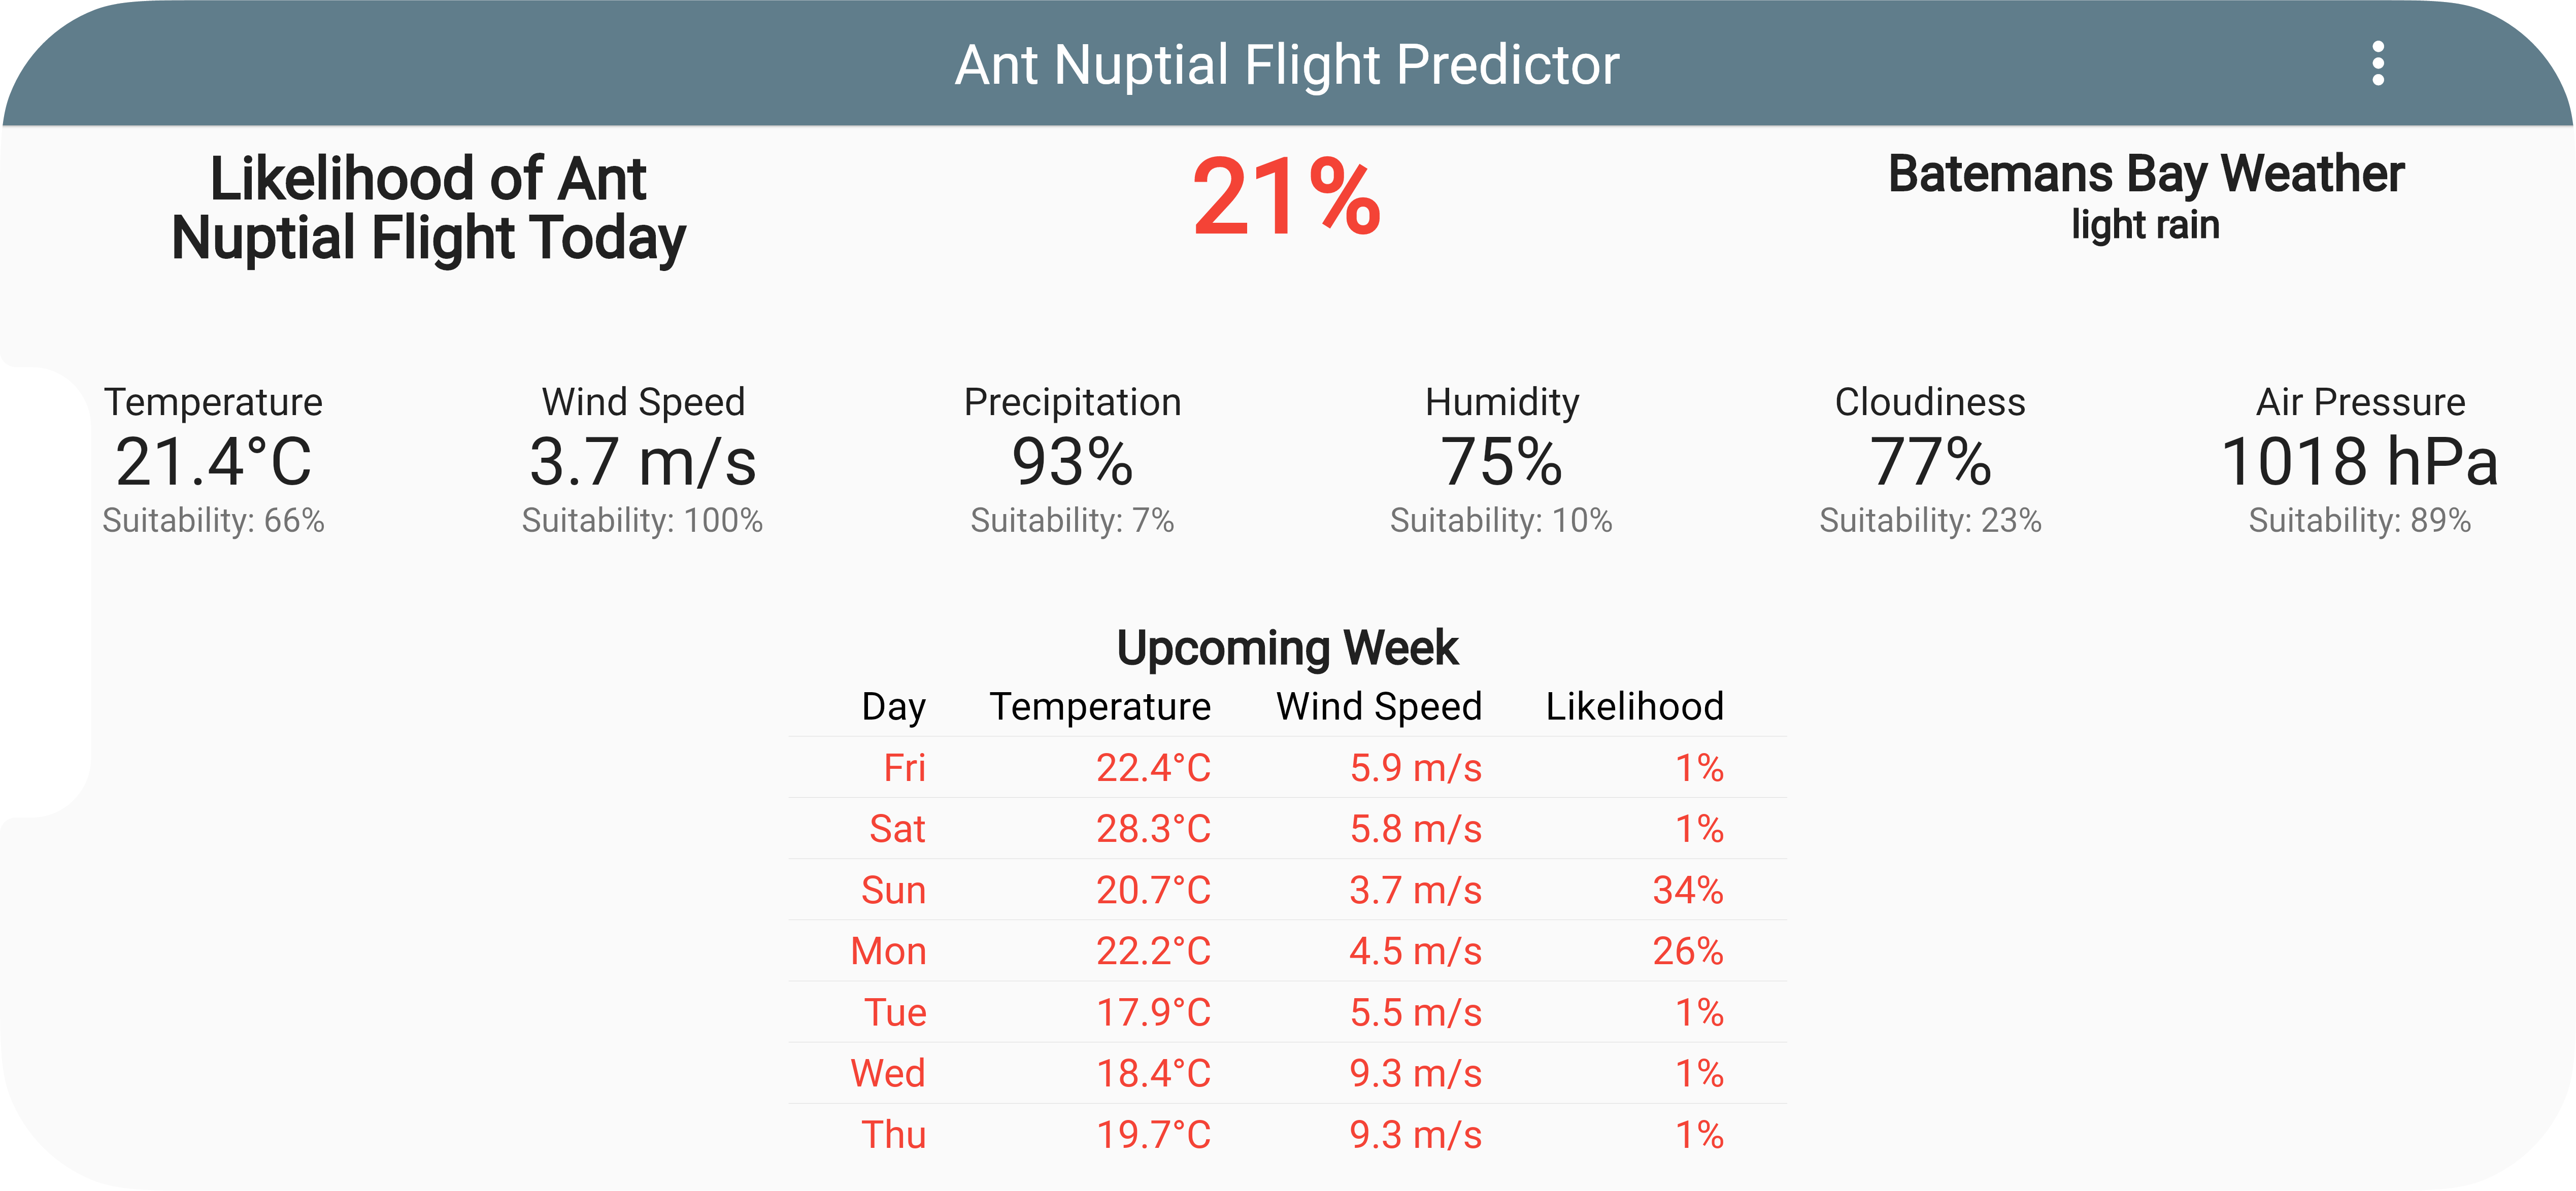 Ant Nuptial Flight Predictor
Likelihood of Ant
Nuptial Flight Today
21%
Batemans Bay Weather
light rain
Temperature
21.4°C
Suitability: 66%
Wind Speed
3.7 m/s
Suitability: 100%
Precipitation
93%
Suitability: 7%
Humidity
75%
Suitability: 10%
Cloudiness
77%
Suitability: 23%
Air Pressure
1018 hPa
Suitability: 89%
Upcoming Week
Day Temperature Wind Speed Likelihood
Fri 22.4°C 5.9 m/s 1%
Sat 28.3°C 5.8 m/s 1%
Sun 20.7°C 3.7 m/s 34%
Mon 22.2°C 4.5 m/s 26%
Tue 17.9°C 5.5 m/s 1%
Wed 18.4°C 9.3 m/s 1%
Thu 19.7°C 9.3 m/s 1%